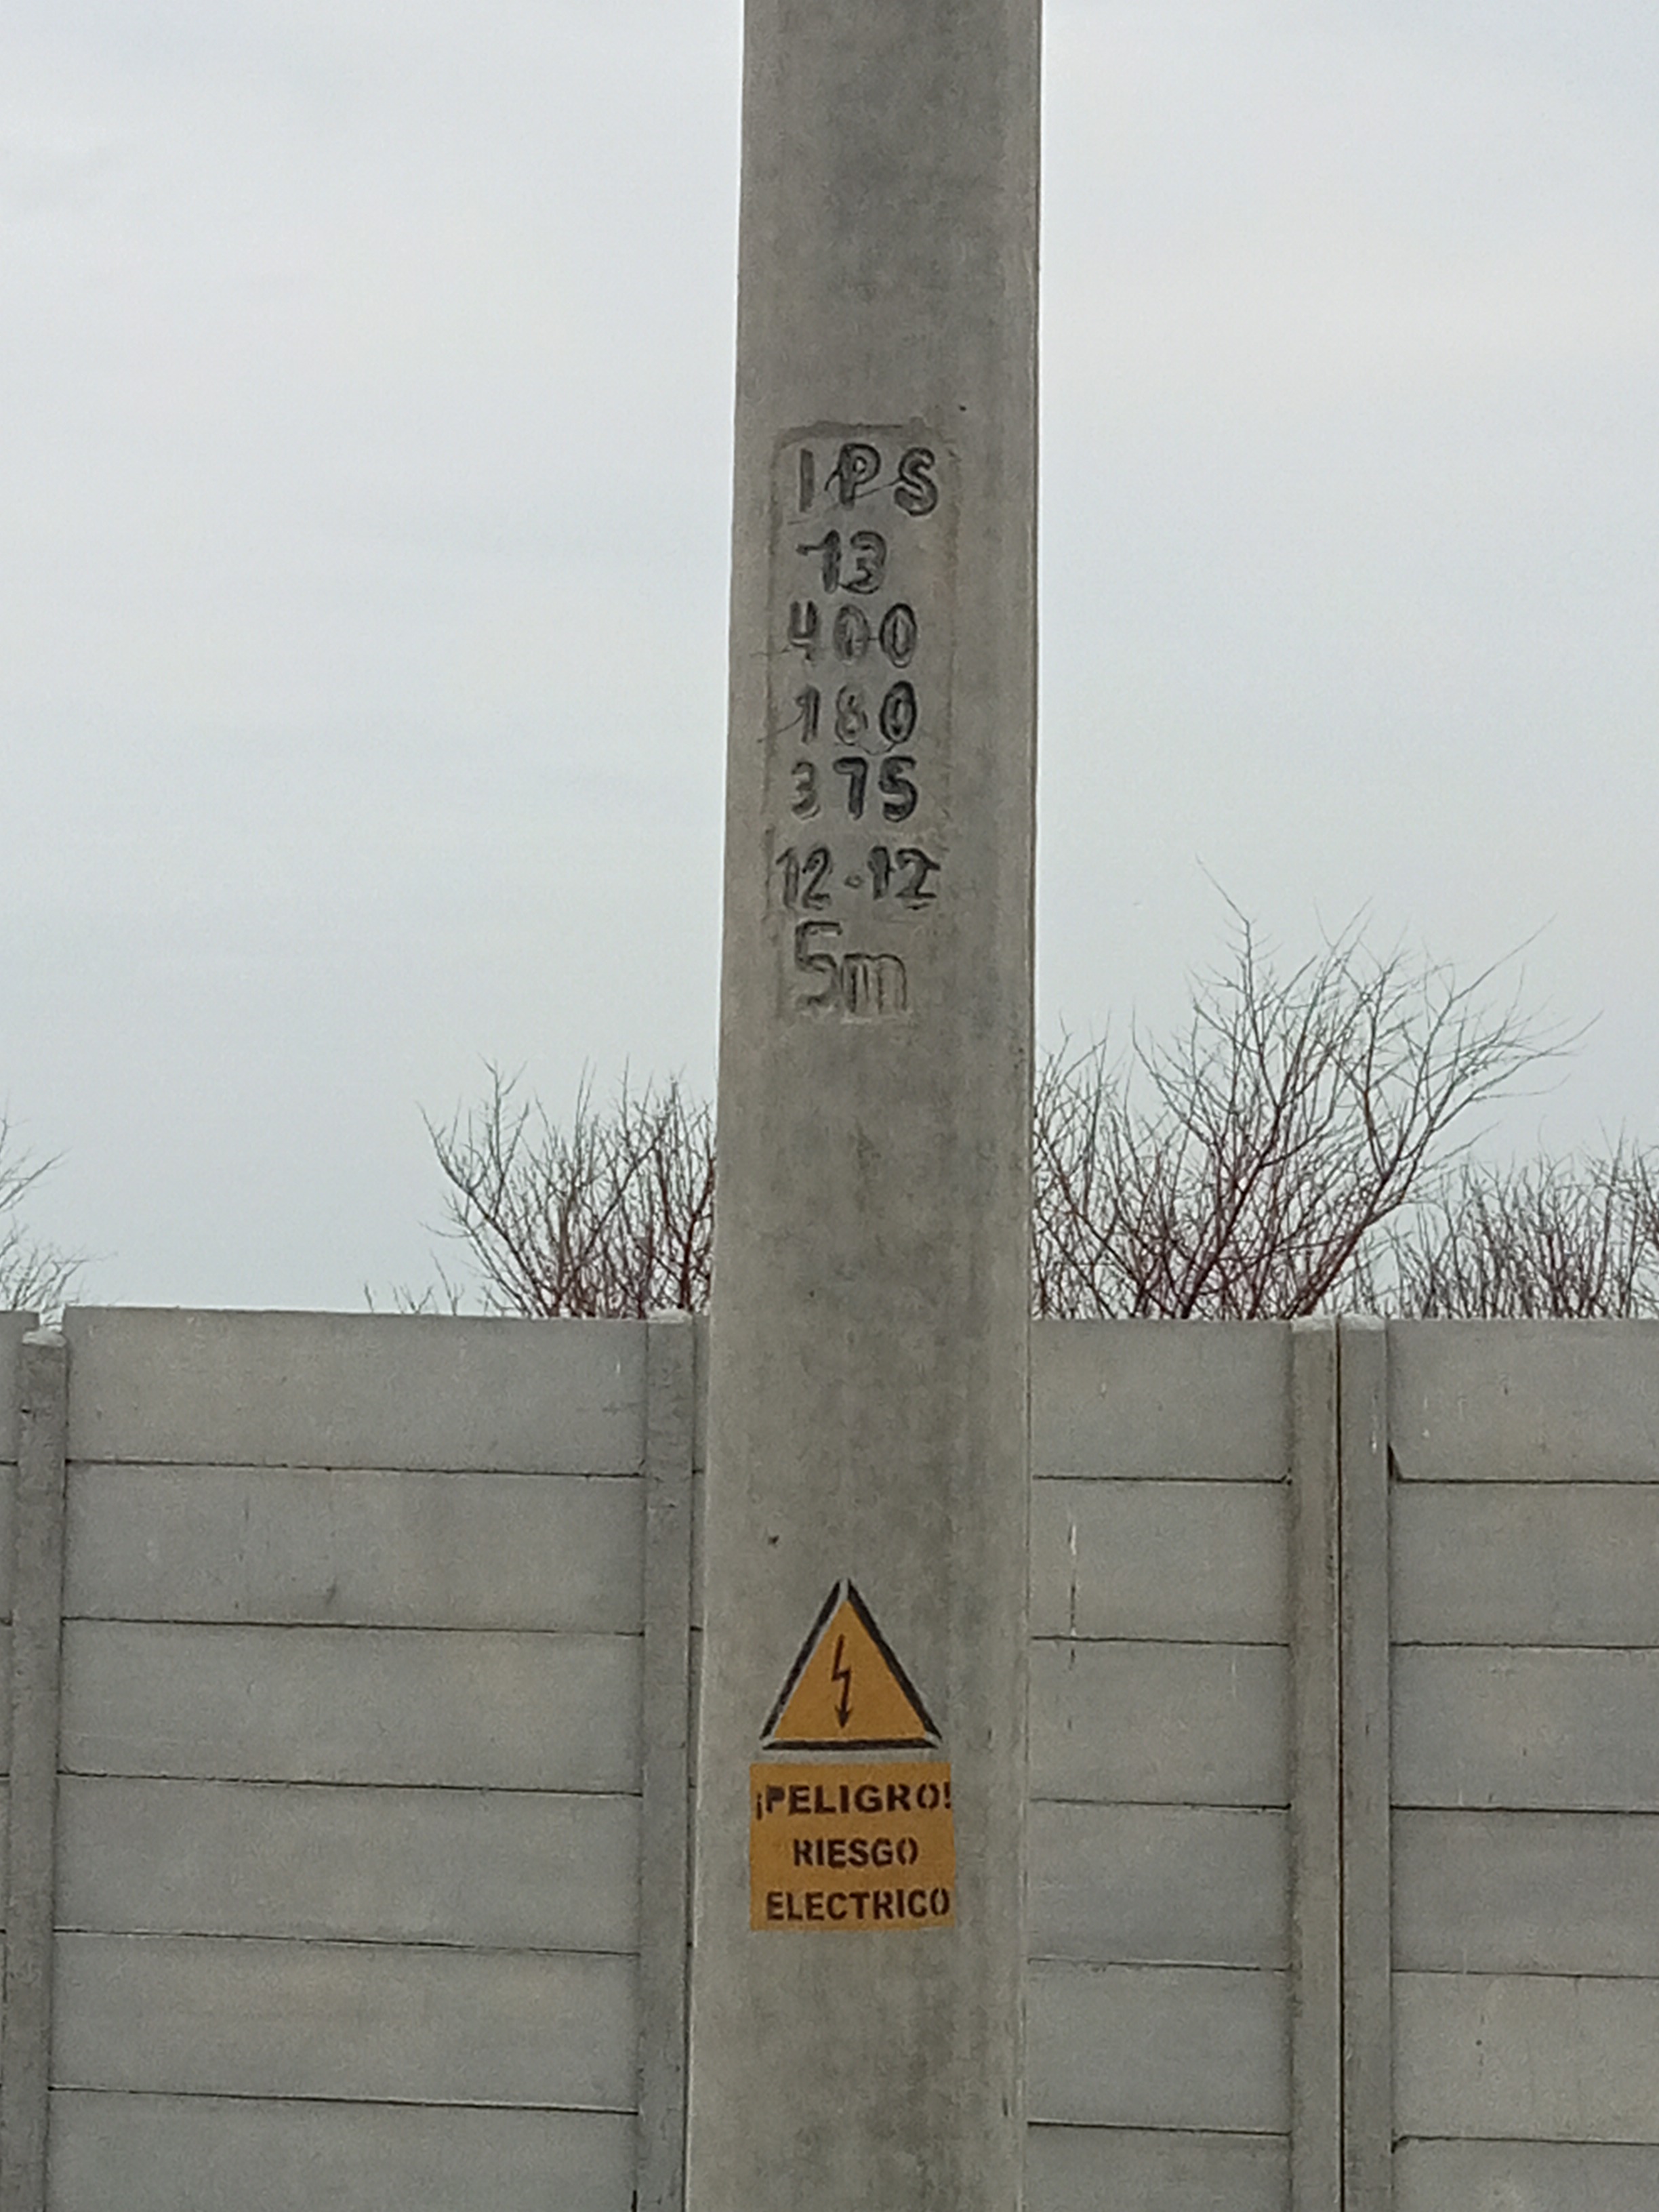 IPS
13
400
180
375
12.12
5m
¡PELIGRO!
RIESGO
ELECTRICO